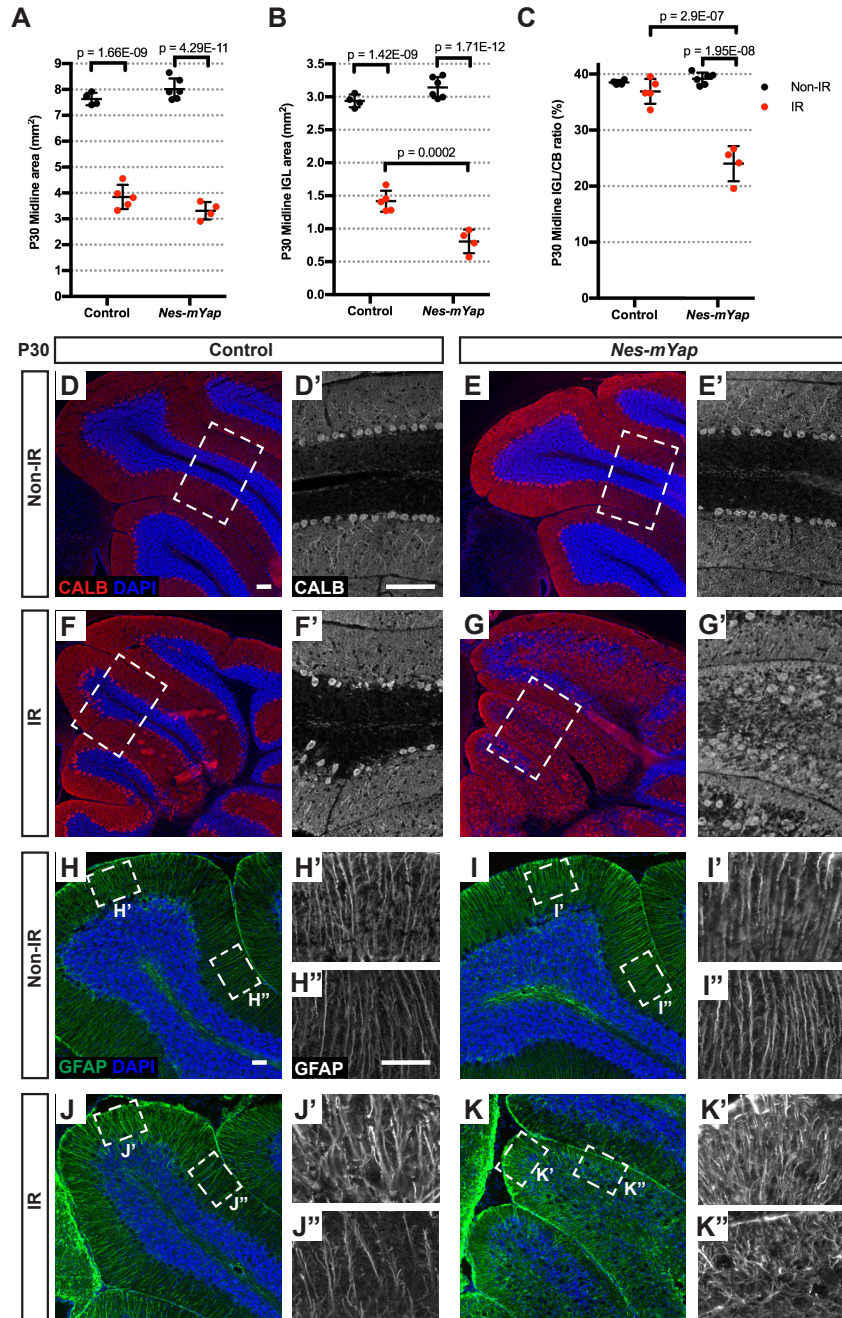 A
B
C
p = 1.66E-09
p = 4.29E-11
9
8
7
6
5
4
3
2
1
0
P30 Midline area (mm²)
Control
Nes-mYap
p = 1.42E-09
p = 1.71E-12
p = 0.0002
3.5
3.0
2.5
2.0
1.5
1.0
0.5
0.0
P30 Midline IGL area (mm²)
Control
Nes-mYap
p = 2.9E-07
p = 1.95E-08
40
30
20
10
0
P30 Midline IGL/CB ratio (%)
Control
Nes-mYap
Non-IR
IR
P30
Control
Nes-mYap
Non-IR
D
CALB DAPI
D'
CALB
E
E'
IR
F
F'
G
G'
Non-IR
H
H'
H"
GFAP DAPI
H'
H"
GFAP
I
I'
I"
I'
I"
IR
J
J'
J"
J'
J"
K
K'
K"
K'
K"